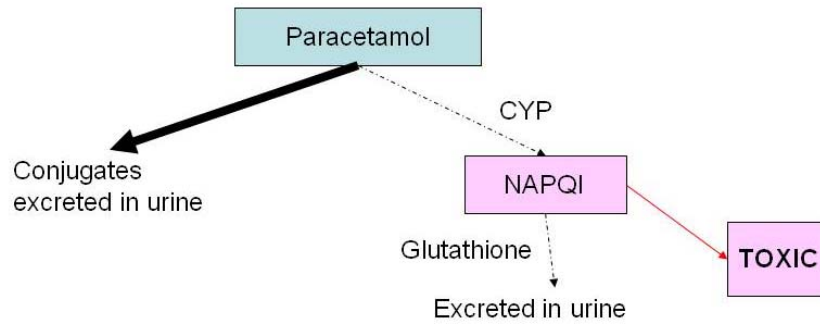 Paracetamol
CYP
Conjugates
excreted in urine
NAPQI
Glutathione
TOXIC
Excreted in urine